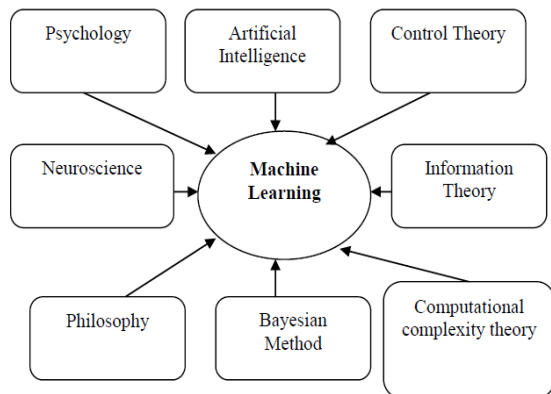 Psychology
Artificial
Intelligence
Control Theory
Neuroscience
Machine
Learning
Information
Theory
Philosophy
Bayesian
Method
Computational
complexity theory